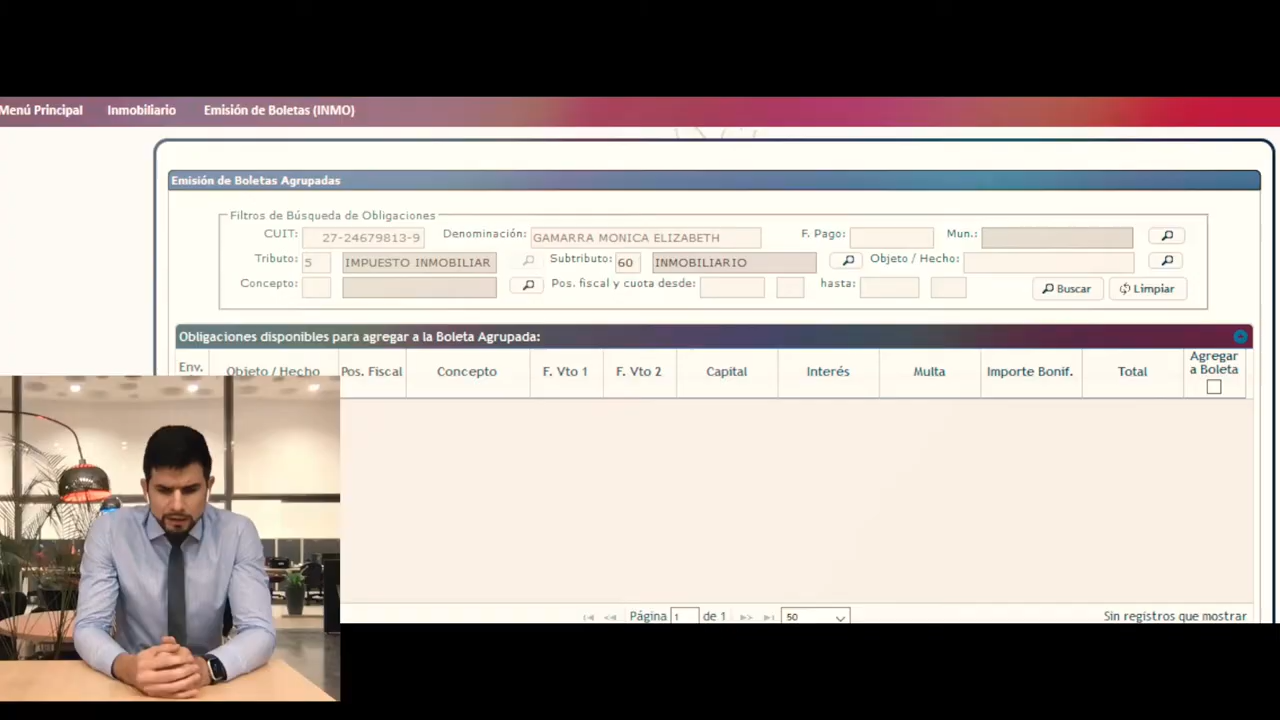 Menú Principal Inmobiliario Emisión de Boletas (INMO)
Emisión de Boletas Agrupadas
Filtros de Búsqueda de Obligaciones
CUIT: 27-24679813-9 Denominación: GAMARRA MONICA ELIZABETH F. Pago: Mun.:
Tributo: 5 IMPUESTO INMOBILIAR Subtributo: 60 INMOBILIARIO Objeto / Hecho:
Concepto: Pos. fiscal y cuota desde: hasta: Buscar Limpiar
Obligaciones disponibles para agregar a la Boleta Agrupada:
Env. Objeto / Hecho Pos. Fiscal Concepto F. Vto 1 F. Vto 2 Capital Interés Multa Importe Bonif. Total Agregar a Boleta
Página 1 de 1 50 Sin registros que mostrar